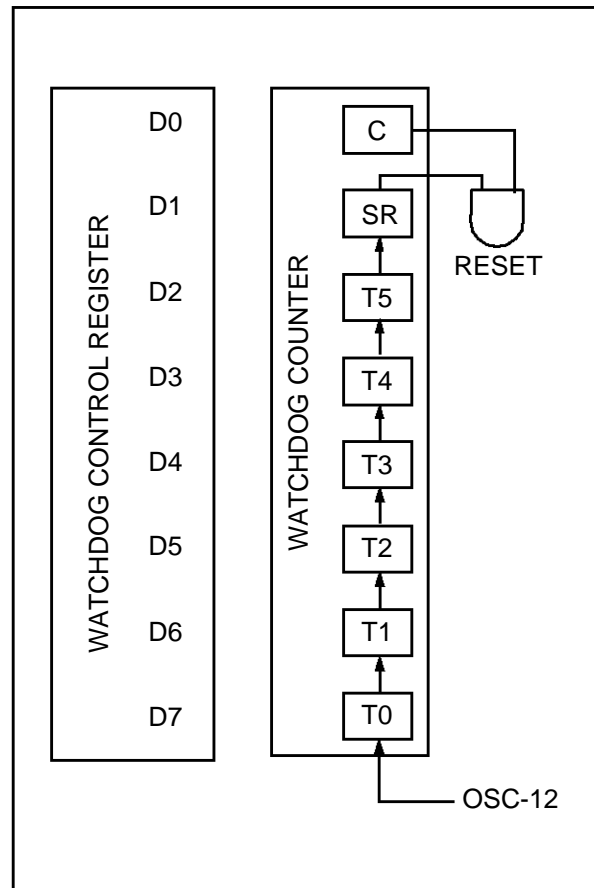 WATCHDOG CONTROL REGISTER
D0
D1
D2
D3
D4
D5
D6
D7
WATCHDOG COUNTER
C
SR
T5
T4
T3
T2
T1
T0
RESET
OSC-12